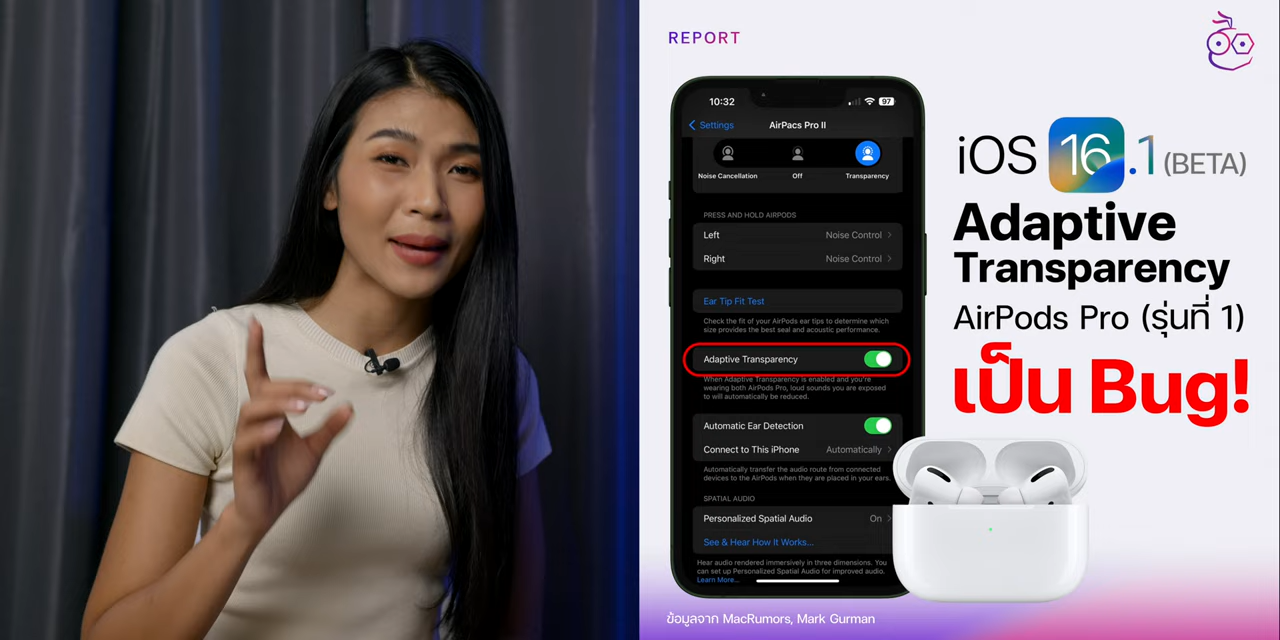 REPORT
10:32
97
Settings
AirPacs Pro II
Noise Cancellation
Off
Transparency
PRESS AND HOLD AIRPODS
Left
Noise Control
Right
Noise Control
Ear Tip Fit Test
Check the fit of your AirPods ear tips to determine which
size provides the best seal and acoustic performance.
Adaptive Transparency
When Adaptive Transparency is enabled and you're
wearing both AirPods Pro, loud sounds you are exposed
to will automatically be reduced.
Automatic Ear Detection
Connect to This iPhone
Automatically
Automatically transfer the audio route from connected
devices to the AirPods when they are placed in your ears.
SPATIAL AUDIO
Personalized Spatial Audio
On
See & Hear How It Works...
Hear audio rendered immersively in three dimensions. You
can set up Personalized Spatial Audio for improved audio.
Learn More...
iOS 16.1 (BETA)
Adaptive
Transparency
AirPods Pro (รุ่นที่ 1)
เป็น Bug!
ข้อมูลจาก MacRumors, Mark Gurman